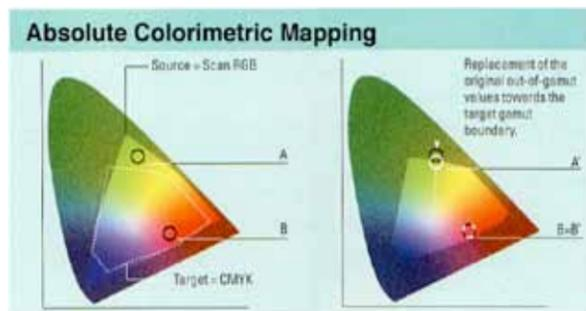 Absolute Colorimetric Mapping
Source = Scan RGB
A
B
Target = CMYK
Replacement of the
original out-of-gamut
values towards the
target gamut
boundary.
A'
B=B'